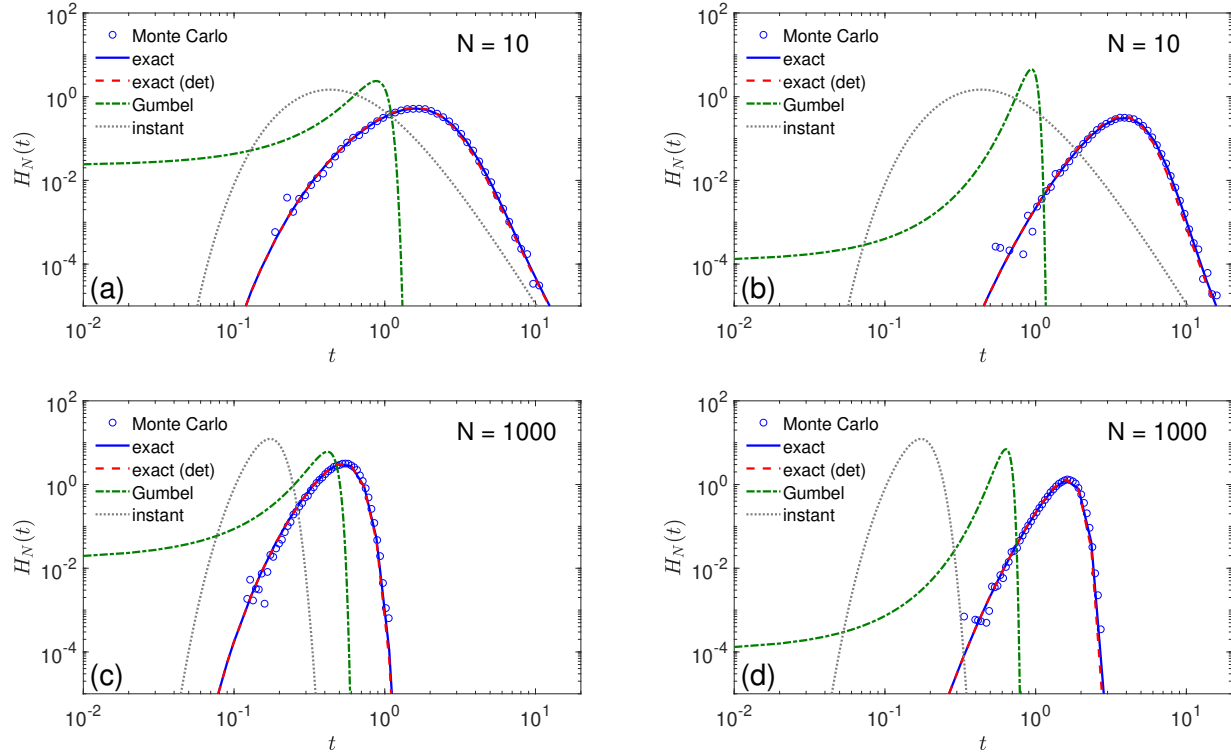 10^2
10^0
10^-2
10^-4
H_N(t)
Monte Carlo
exact
exact (det)
Gumbel
instant
N = 10
(a)
10^-2
10^-1
10^0
10^1
t
10^2
10^0
10^-2
10^-4
H_N(t)
Monte Carlo
exact
exact (det)
Gumbel
instant
N = 10
(b)
10^-2
10^-1
10^0
10^1
t
10^2
10^0
10^-2
10^-4
H_N(t)
Monte Carlo
exact
exact (det)
Gumbel
instant
N = 1000
(c)
10^-2
10^-1
10^0
10^1
t
10^2
10^0
10^-2
10^-4
H_N(t)
Monte Carlo
exact
exact (det)
Gumbel
instant
N = 1000
(d)
10^-2
10^-1
10^0
10^1
t